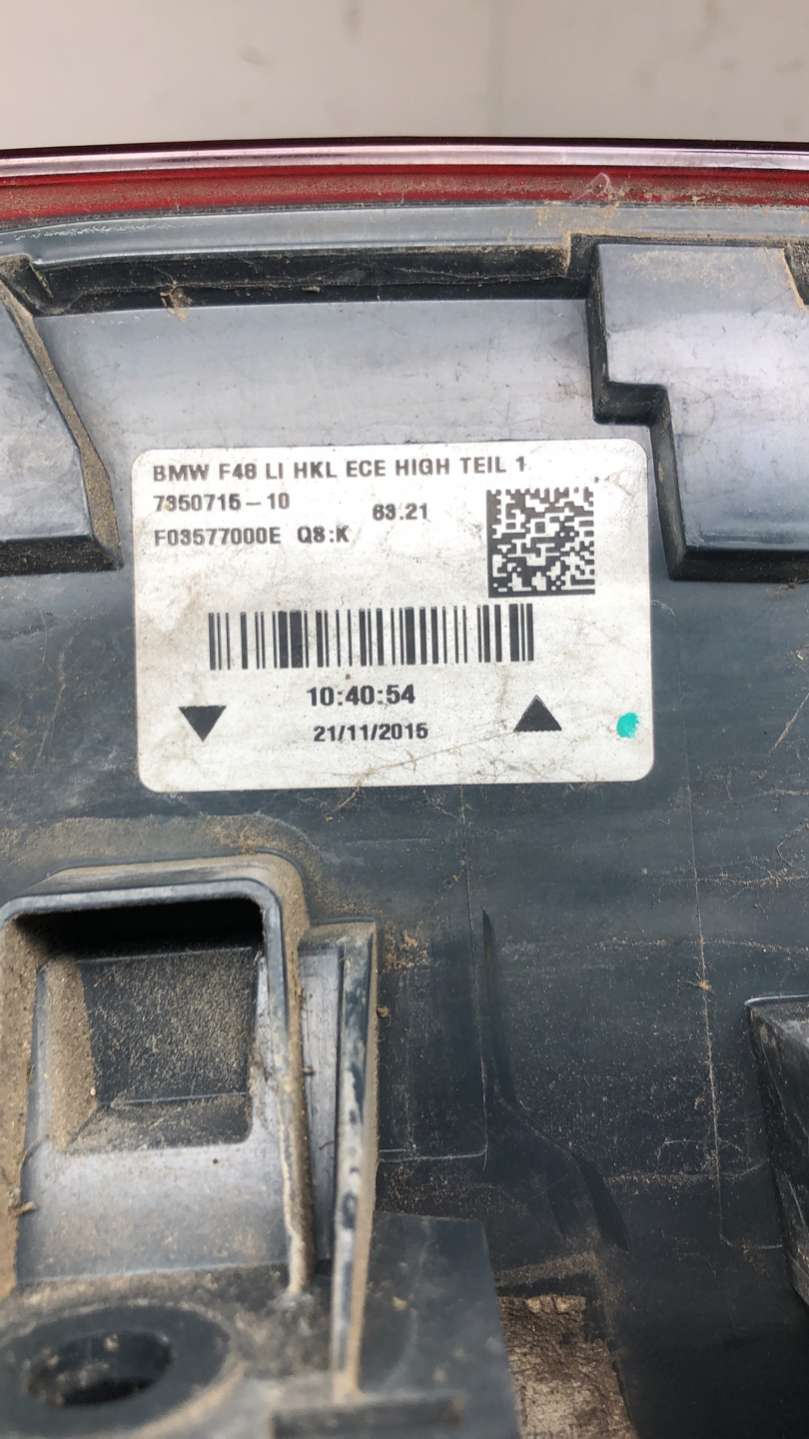 BMW F48 LI HKL ECE HIGH TEIL 1
7350715-10 63.21
F03577000E QS:K
10:40:54
21/11/2015